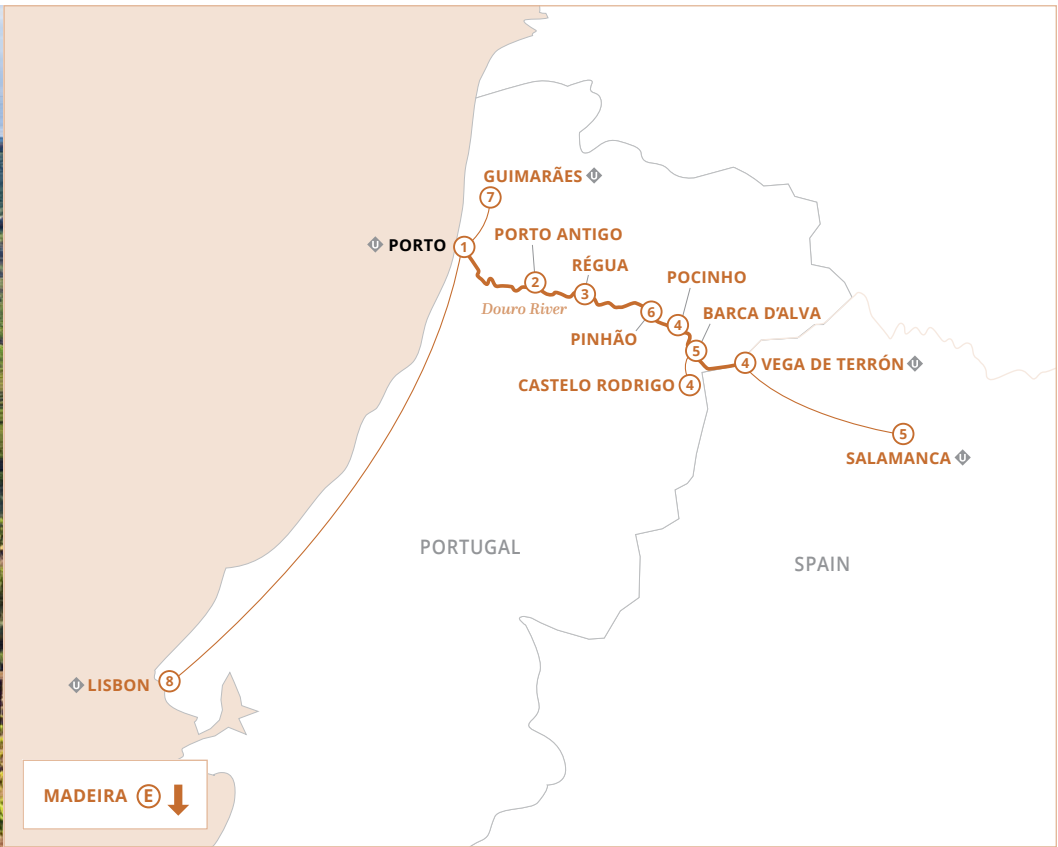 GUIMARÃES
7
PORTO
1
PORTO ANTIGO
2
RÉGUA
3
Douro River
POCINHO
6
4
PINHÃO
BARCA D'ALVA
5
4
VEGA DE TERRÓN
CASTELO RODRIGO
4
5
SALAMANCA
PORTUGAL
SPAIN
LISBON
8
MADEIRA E
U
U
U
U
U